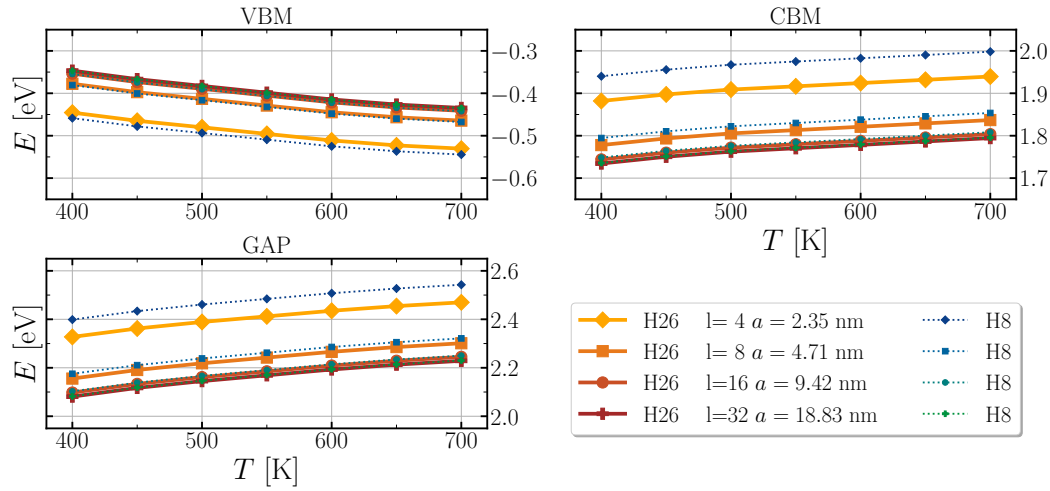 VBM
E [eV]
−0.3
−0.4
−0.5
−0.6
400 500 600 700
CBM
2.0
1.9
1.8
1.7
400 500 600 700
T [K]
GAP
E [eV]
2.6
2.4
2.2
2.0
400 500 600 700
T [K]
H26 l= 4 a = 2.35 nm H8
H26 l= 8 a = 4.71 nm H8
H26 l=16 a = 9.42 nm H8
H26 l=32 a = 18.83 nm H8